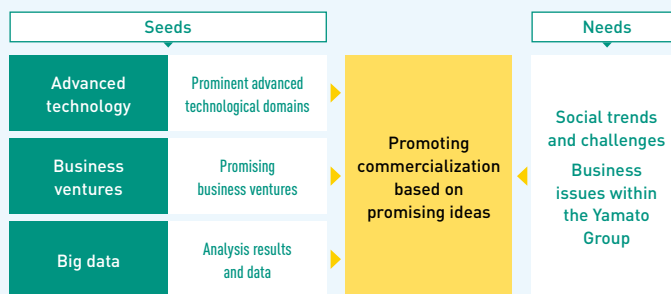 Seeds
Needs
Advanced
technology
Prominent advanced
technological domains
Business
ventures
Promising
business ventures
Big data
Analysis results
and data
Promoting
commercialization
based on
promising ideas
Social trends
and challenges
Business
issues within
the Yamato
Group